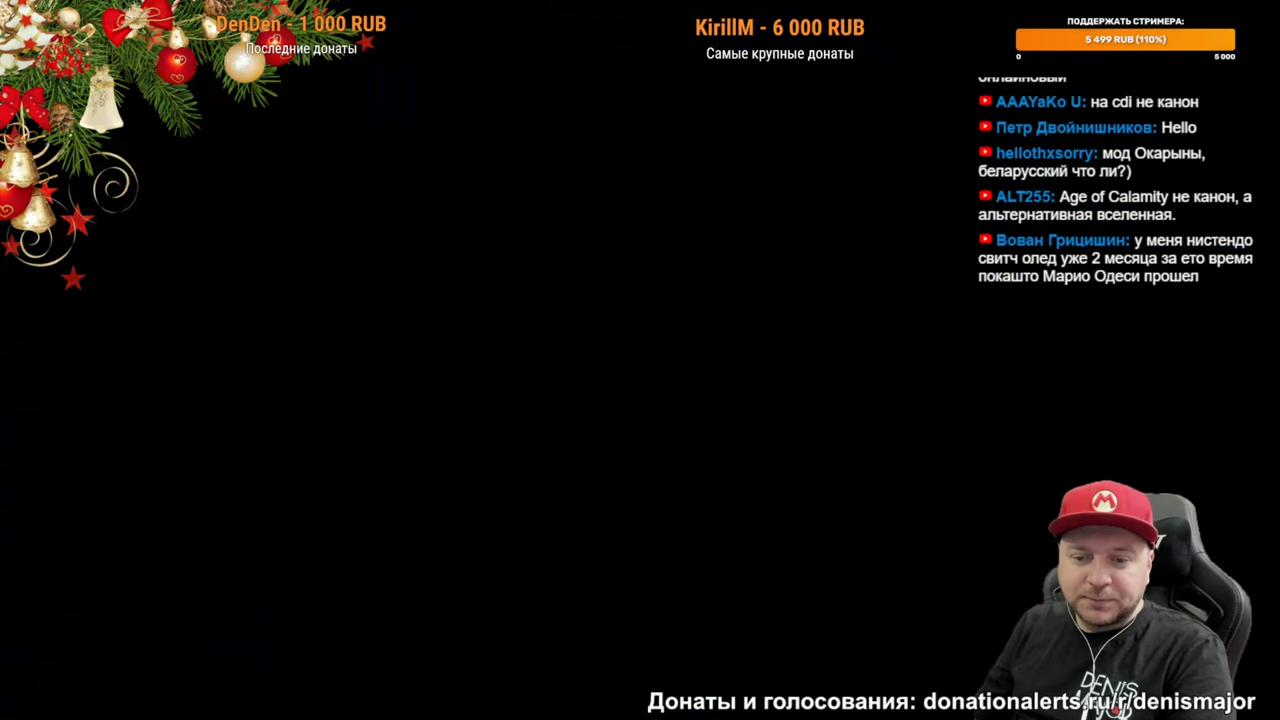 DenDen - 1 000 RUB
Последние донаты
KirillM - 6 000 RUB
Самые крупные донаты
ПОДДЕРЖАТЬ СТРИМЕРА:
5 499 RUB (110%)
0
5 000
онлайновый
AAAYaKo U: на cdi не канон
Петр Двойнишников: Hello
hellothxsorry: мод Окарыны,
беларусский что ли?)
ALT255: Age of Calamity не канон, а
альтернативная вселенная.
Вован Грицишин: у меня нистендо
свитч олед уже 2 месяца за ето время
покашто Марио Одеси прошел
M
DENIS
Донаты и голосования: donationalerts.ru/r/denismajor